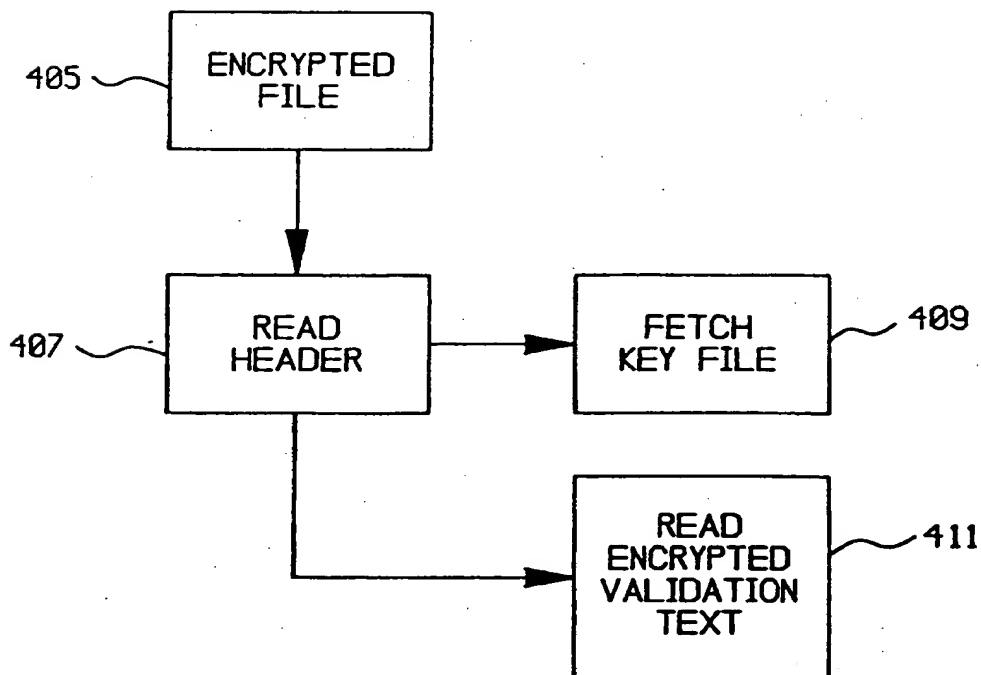 405
ENCRYPTED
FILE
407
READ
HEADER
FETCH
KEY FILE
409
READ
ENCRYPTED
VALIDATION
TEXT
411